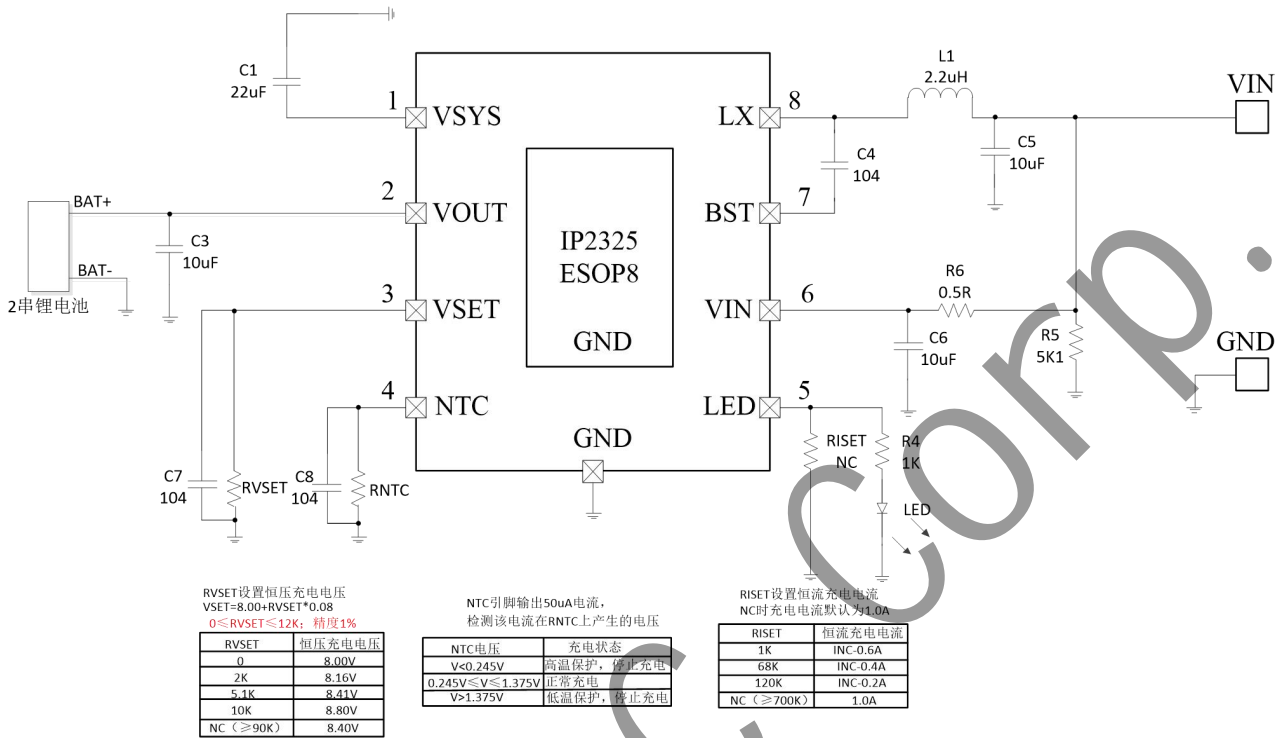 C1
22uF
1
VSYS
2
VOUT
BAT+
BAT-
C3
10uF
2串锂电池
3
VSET
4
NTC
C7
104
RVSET
C8
104
RNTC
IP2325
ESOP8
GND
GND
LX
8
L1
2.2uH
VIN
C4
104
C5
10uF
BST
7
VIN
6
R6
0.5R
C6
10uF
R5
5K1
GND
LED
5
RISET
NC
R4
1K
LED
Corp.
C
RVSET设置恒压充电电压
VSET=8.00+RVSET*0.08
0≤RVSET≤12K；精度1%
RVSET 恒压充电电压
0 8.00V
2K 8.16V
5.1K 8.41V
10K 8.80V
NC（≥90K） 8.40V
NTC引脚输出50uA电流，
检测该电流在RNTC上产生的电压
NTC电压 充电状态
V<0.245V 高温保护，停止充电
0.245V≤V≤1.375V 正常充电
V>1.375V 低温保护，停止充电
RISET设置恒流充电电流
NC时充电电流默认为1.0A
RISET 恒流充电电流
1K INC-0.6A
68K INC-0.4A
120K INC-0.2A
NC（≥700K） 1.0A